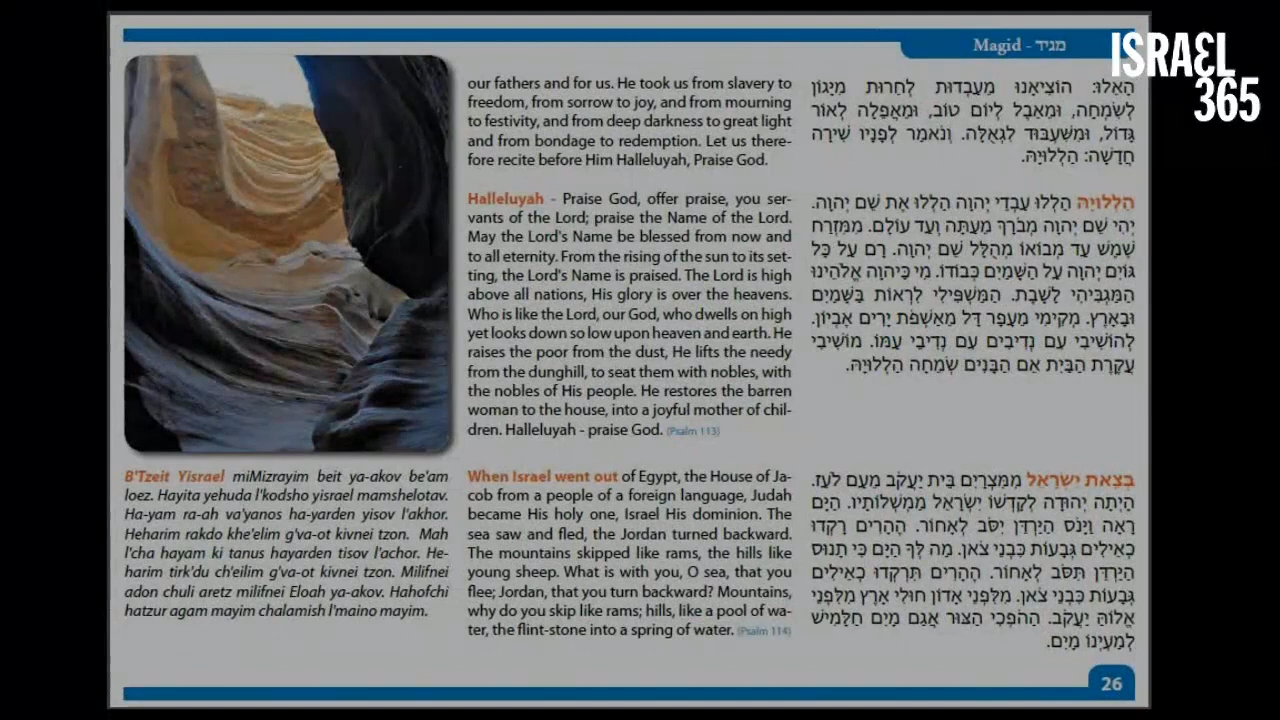 Magid - מגיד
ISRAEL
365
our fathers and for us. He took us from slavery to
freedom, from sorrow to joy, and from mourning
to festivity, and from deep darkness to great light
and from bondage to redemption. Let us there-
fore recite before Him Halleluyah, Praise God.
הָאֵלּוּ: הוֹצִיאָנוּ מֵעַבְדוּת לְחֵרוּת מִיָּגוֹן
לְשִׂמְחָה, וּמֵאֵבֶל לְיוֹם טוֹב, וּמֵאֲפֵלָה לְאוֹר
גָּדוֹל, וּמִשִּׁעְבּוּד לִגְאֻלָּה. וְנֹאמַר לְפָנָיו שִׁירָה
חֲדָשָׁה: הַלְלוּיָהּ.
Halleluyah - Praise God, offer praise, you ser-
vants of the Lord; praise the Name of the Lord.
May the Lord's Name be blessed from now and
to all eternity. From the rising of the sun to its set-
ting, the Lord's Name is praised. The Lord is high
above all nations, His glory is over the heavens.
Who is like the Lord, our God, who dwells on high
yet looks down so low upon heaven and earth. He
raises the poor from the dust, He lifts the needy
from the dunghill, to seat them with nobles, with
the nobles of His people. He restores the barren
woman to the house, into a joyful mother of chil-
dren. Halleluyah - praise God. (Psalm 113)
הַלְלוּיָהּ הַלְלוּ עַבְדֵי יְהוָה הַלְלוּ אֶת שֵׁם יְהוָה.
יְהִי שֵׁם יְהוָה מְבֹרָךְ מֵעַתָּה וְעַד עוֹלָם. מִמִּזְרַח
שֶׁמֶשׁ עַד מְבוֹאוֹ מְהֻלָּל שֵׁם יְהוָה. רָם עַל כָּל
גּוֹיִם יְהוָה עַל הַשָּׁמַיִם כְּבוֹדוֹ. מִי כַּיהוָה אֱלֹהֵינוּ
הַמַּגְבִּיהִי לָשָׁבֶת. הַמַּשְׁפִּילִי לִרְאוֹת בַּשָּׁמַיִם
וּבָאָרֶץ. מְקִימִי מֵעָפָר דָּל מֵאַשְׁפֹּת יָרִים אֶבְיוֹן.
לְהוֹשִׁיבִי עִם נְדִיבִים עִם נְדִיבֵי עַמּוֹ. מוֹשִׁיבִי
עֲקֶרֶת הַבַּיִת אֵם הַבָּנִים שְׂמֵחָה הַלְלוּיָהּ.
B'Tzeit Yisrael miMizrayim beit ya-akov be'am
loez. Hayita yehuda l'kodsho yisrael mamshelotav.
Ha-yam ra-ah va'yanos ha-yarden yisov l'akhor.
Heharim rakdo khe'elim g'va-ot kivnei tzon. Mah
l'cha hayam ki tanus hayarden tisov l'achor. He-
harim tirk'du ch'eilim g'va-ot kivnei tzon. Milifnei
adon chuli aretz milifnei Eloah ya-akov. Hahofchi
hatzur agam mayim chalamish l'maino mayim.
When Israel went out of Egypt, the House of Ja-
cob from a people of a foreign language, Judah
became His holy one, Israel His dominion. The
sea saw and fled, the Jordan turned backward.
The mountains skipped like rams, the hills like
young sheep. What is with you, O sea, that you
flee; Jordan, that you turn backward? Mountains,
why do you skip like rams; hills, like a pool of wa-
ter, the flint-stone into a spring of water. (Psalm 114)
בְּצֵאת יִשְׂרָאֵל מִמִּצְרָיִם בֵּית יַעֲקֹב מֵעַם לֹעֵז.
הָיְתָה יְהוּדָה לְקָדְשׁוֹ יִשְׂרָאֵל מַמְשְׁלוֹתָיו. הַיָּם
רָאָה וַיָּנֹס הַיַּרְדֵּן יִסֹּב לְאָחוֹר. הֶהָרִים רָקְדוּ
כְאֵילִים גְּבָעוֹת כִּבְנֵי צֹאן. מַה לְּךָ הַיָּם כִּי תָנוּס
הַיַּרְדֵּן תִּסֹּב לְאָחוֹר. הֶהָרִים תִּרְקְדוּ כְאֵילִים
גְּבָעוֹת כִּבְנֵי צֹאן. מִלִּפְנֵי אָדוֹן חוּלִי אָרֶץ מִלִּפְנֵי
אֱלוֹהַּ יַעֲקֹב. הַהֹפְכִי הַצּוּר אֲגַם מָיִם חַלָּמִישׁ
לְמַעְיְנוֹ מָיִם.
26